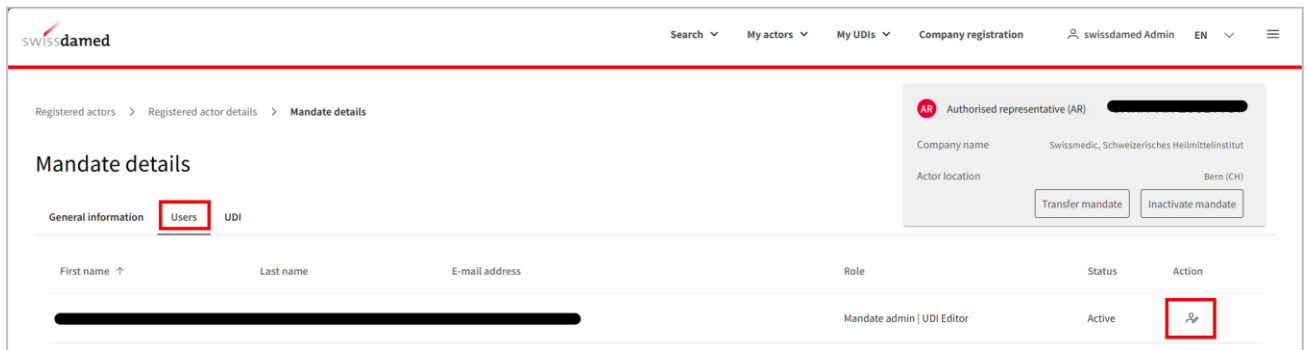 swissdamed Search My actors My UDIs Company registration swissdamed Admin EN
Registered actors > Registered actor details > Mandate details
AR Authorised representative (AR)
Company name Swissmedic, Schweizerisches Heilmittelinstitut
Mandate details
Actor location Bern (CH)
Transfer mandate Inactivate mandate
General information Users UDI
First name ↑ Last name E-mail address Role Status Action
Mandate admin | UDI Editor Active